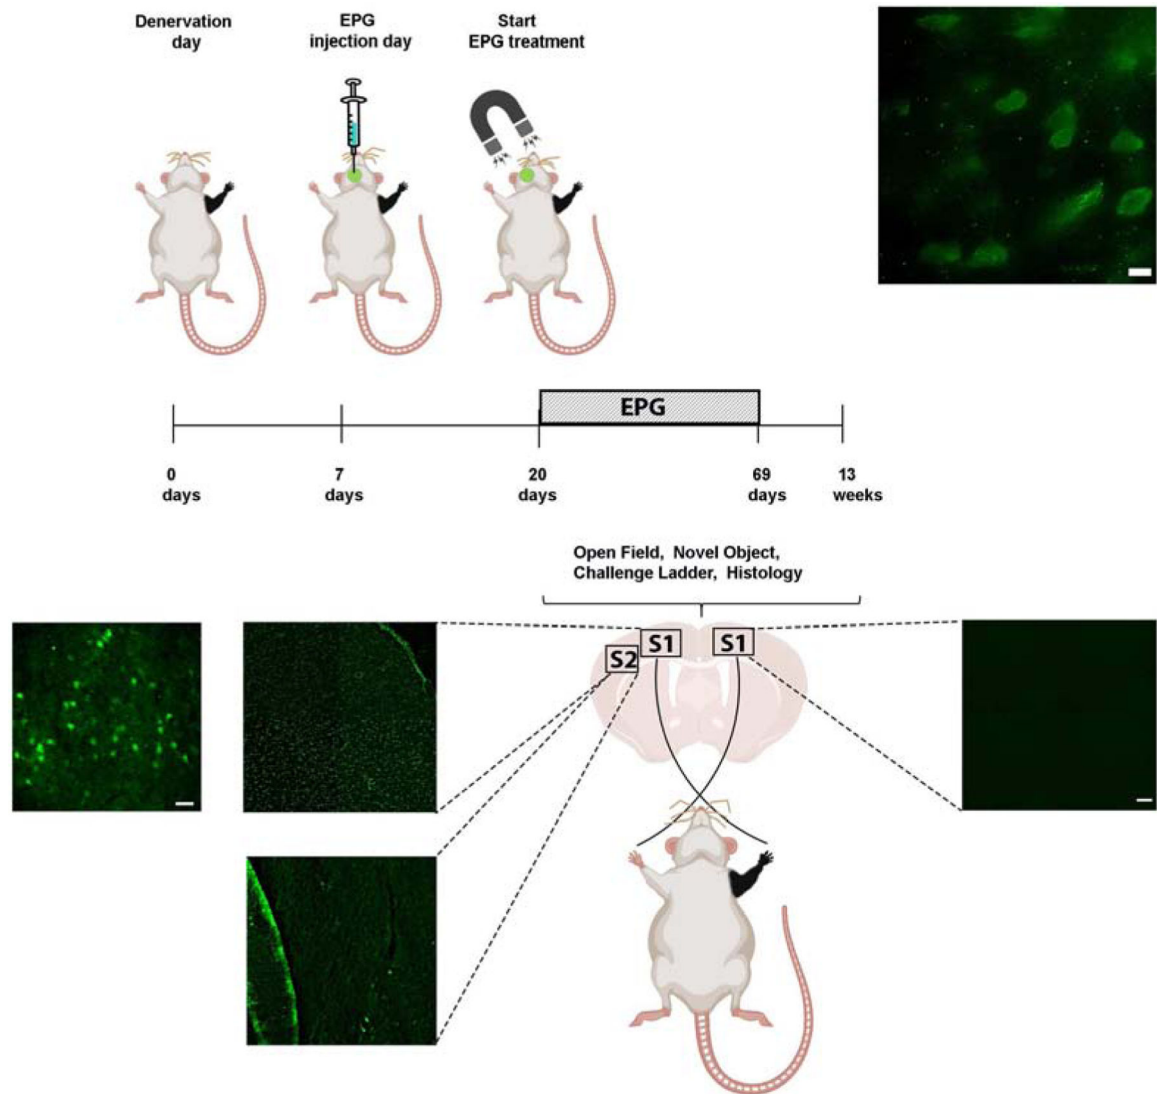 Denervation
day
EPG
injection day
Start
EPG treatment
EPG
0
days
7
days
20
days
69
days
13
weeks
Open Field, Novel Object,
Challenge Ladder, Histology
S2
S1
S1